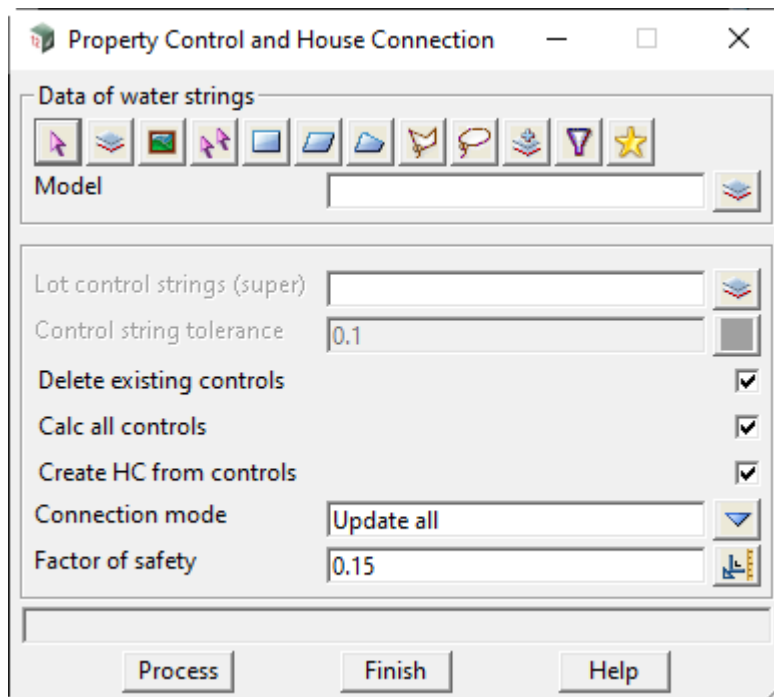 Property Control and House Connection
Data of water strings
Model
Lot control strings (super)
Control string tolerance 0.1
Delete existing controls
Calc all controls
Create HC from controls
Connection mode Update all
Factor of safety 0.15
Process Finish Help